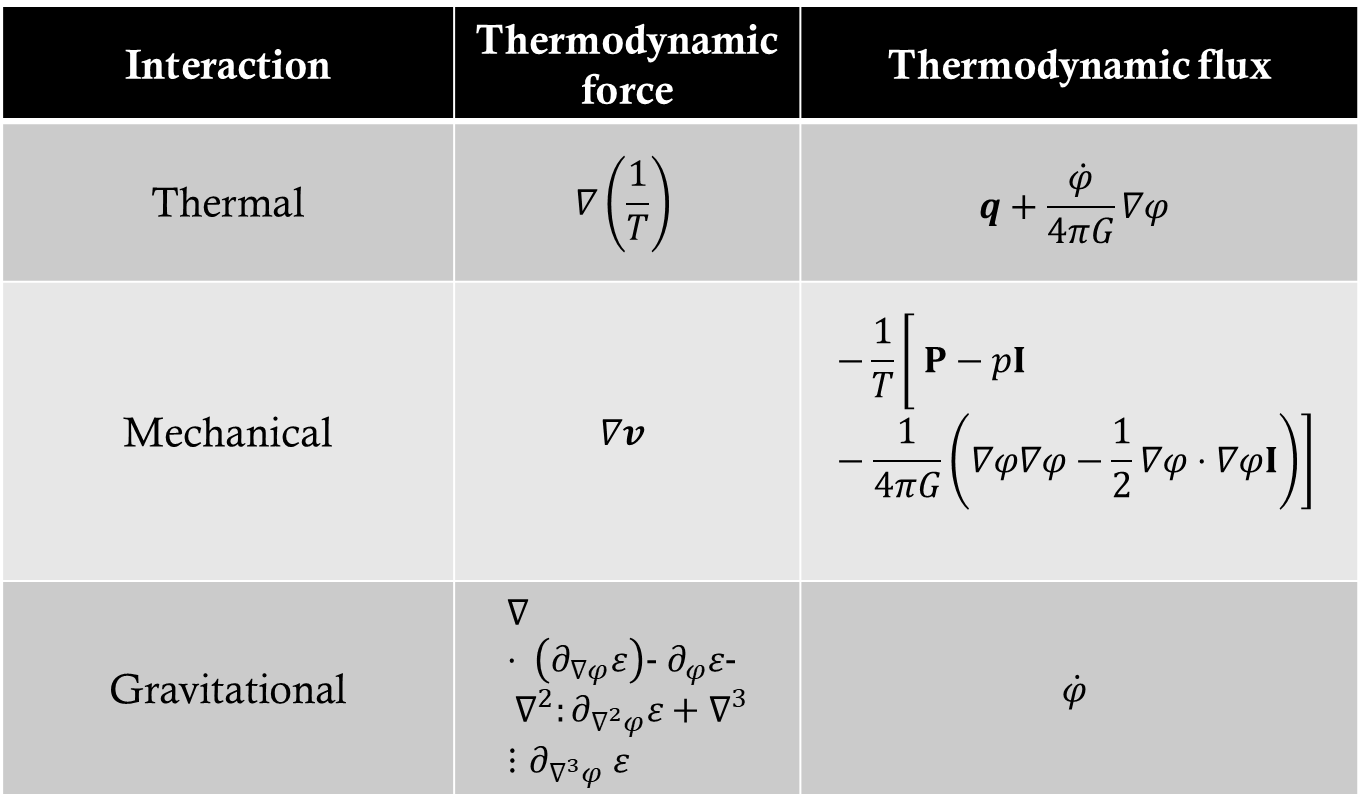 Interaction
Thermodynamic
force
Thermodynamic flux
Thermal
∇(1/T)
𝒒 + φ̇/4πG ∇φ
Mechanical
∇𝒗
− 1/T [ 𝐏 − p𝐈
− 1/4πG (∇φ∇φ − 1/2 ∇φ · ∇φ𝐈)]
Gravitational
∇
· (∂_∇φ ε)- ∂_φ ε-
∇²:∂_∇²φ ε + ∇³
⋮ ∂_∇³φ ε
φ̇